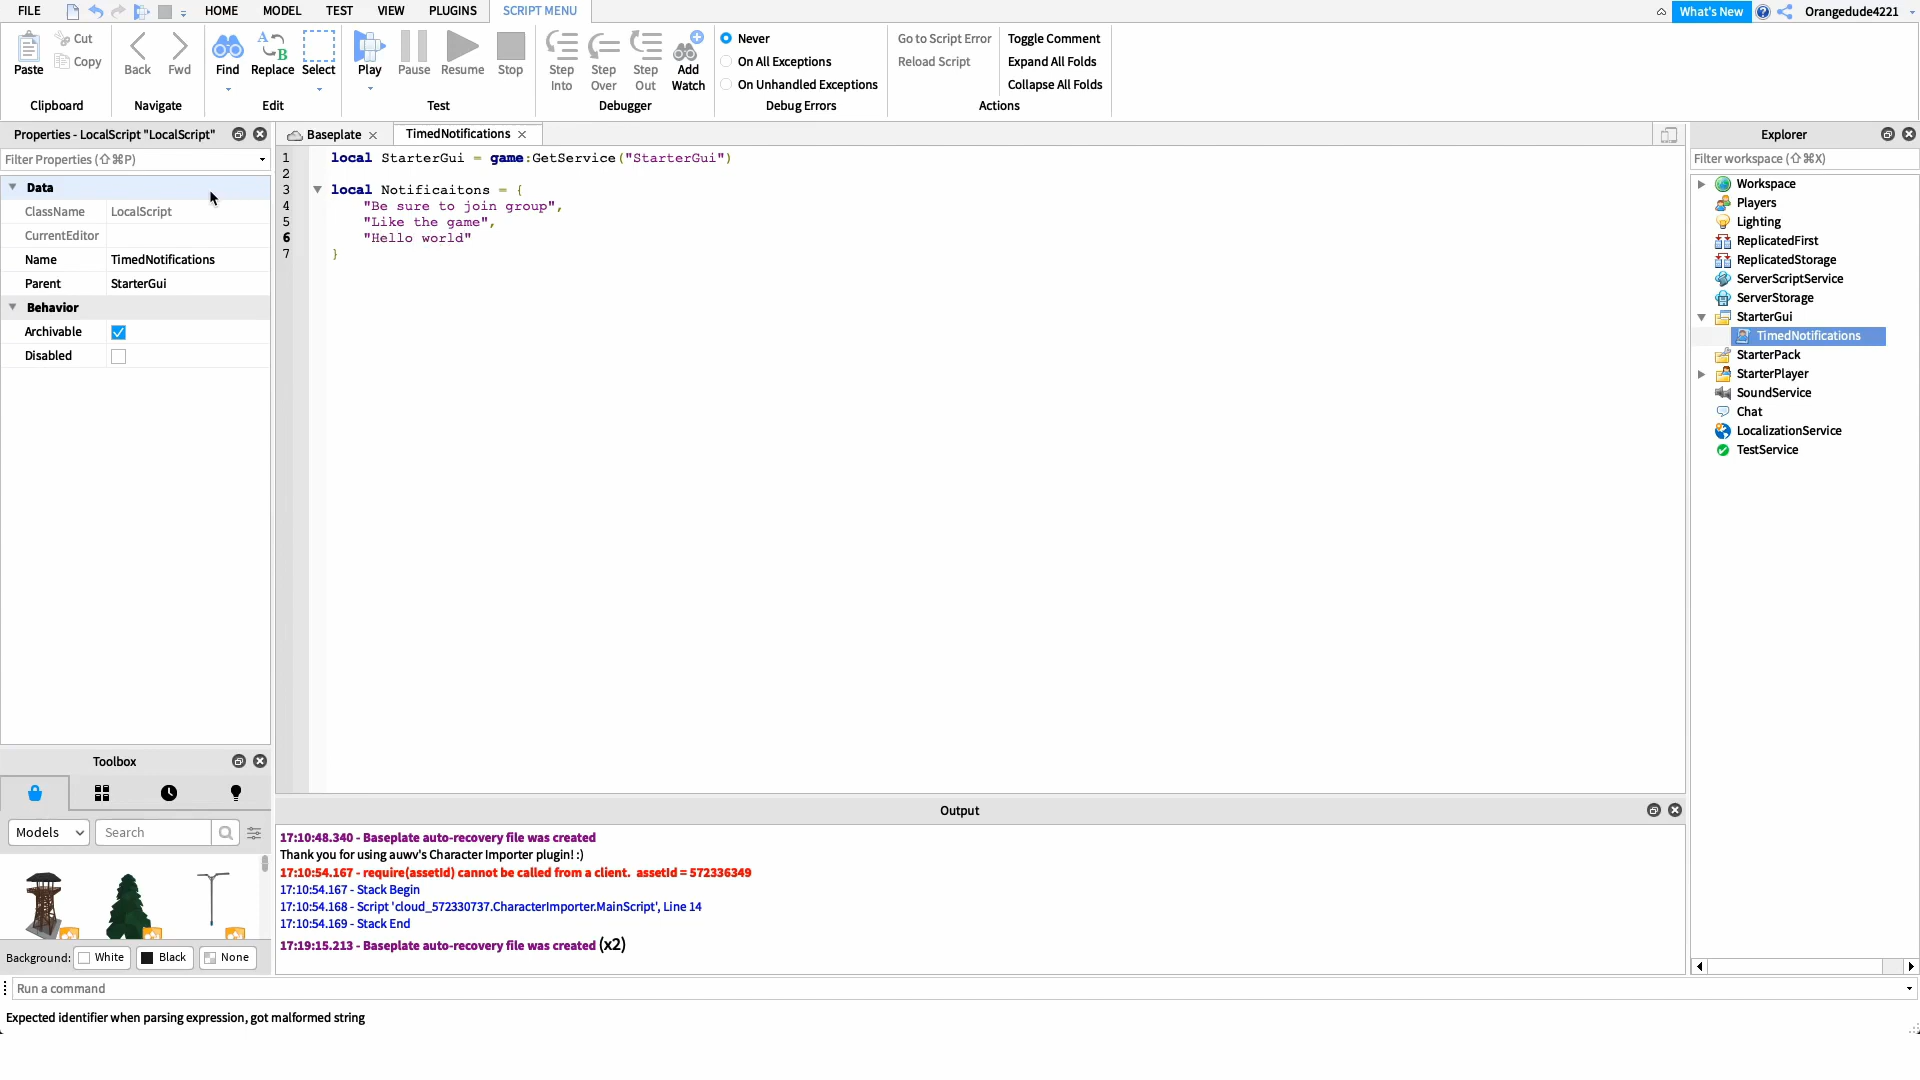 FILE HOME MODEL TEST VIEW PLUGINS SCRIPT MENU What's New Orangedude4221
Paste Cut Copy Back Fwd Find Replace Select Play Pause Resume Stop Step Into Step Over Step Out Add Watch
Never
On All Exceptions
On Unhandled Exceptions
Go to Script Error
Reload Script
Toggle Comment
Expand All Folds
Collapse All Folds
Clipboard Navigate Edit Test Debugger Debug Errors Actions
Properties - LocalScript "LocalScript"
Filter Properties (⇧⌘P)
Data
ClassName LocalScript
CurrentEditor
Name TimedNotifications
Parent StarterGui
Behavior
Archivable
Disabled
Baseplate TimedNotifications
1 local StarterGui = game:GetService("StarterGui")
2
3 local Notificaitons = {
4 "Be sure to join group",
5 "Like the game",
6 "Hello world"
7 }
Explorer
Filter workspace (⇧⌘X)
Workspace
Players
Lighting
ReplicatedFirst
ReplicatedStorage
ServerScriptService
ServerStorage
StarterGui
TimedNotifications
StarterPack
StarterPlayer
SoundService
Chat
LocalizationService
TestService
Toolbox
Models Search
Background: White Black None
Output
17:10:48.340 - Baseplate auto-recovery file was created
Thank you for using auwv's Character Importer plugin! :)
17:10:54.167 - require(assetId) cannot be called from a client. assetId = 572336349
17:10:54.167 - Stack Begin
17:10:54.168 - Script 'cloud_572330737.CharacterImporter.MainScript', Line 14
17:10:54.169 - Stack End
17:19:15.213 - Baseplate auto-recovery file was created (x2)
Run a command
Expected identifier when parsing expression, got malformed string